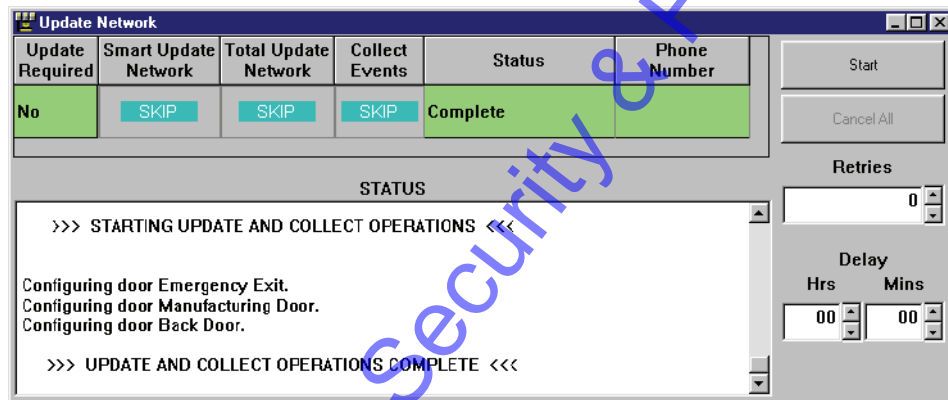 Update Network
Update Required
Smart Update Network
Total Update Network
Collect Events
Status
Phone Number
No
SKIP
SKIP
SKIP
Complete
Start
Cancel All
Retries
0
Delay
Hrs Mins
00 00
STATUS
>>> STARTING UPDATE AND COLLECT OPERATIONS <<<
Configuring door Emergency Exit.
Configuring door Manufacturing Door.
Configuring door Back Door.
>>> UPDATE AND COLLECT OPERATIONS COMPLETE <<<
Security &